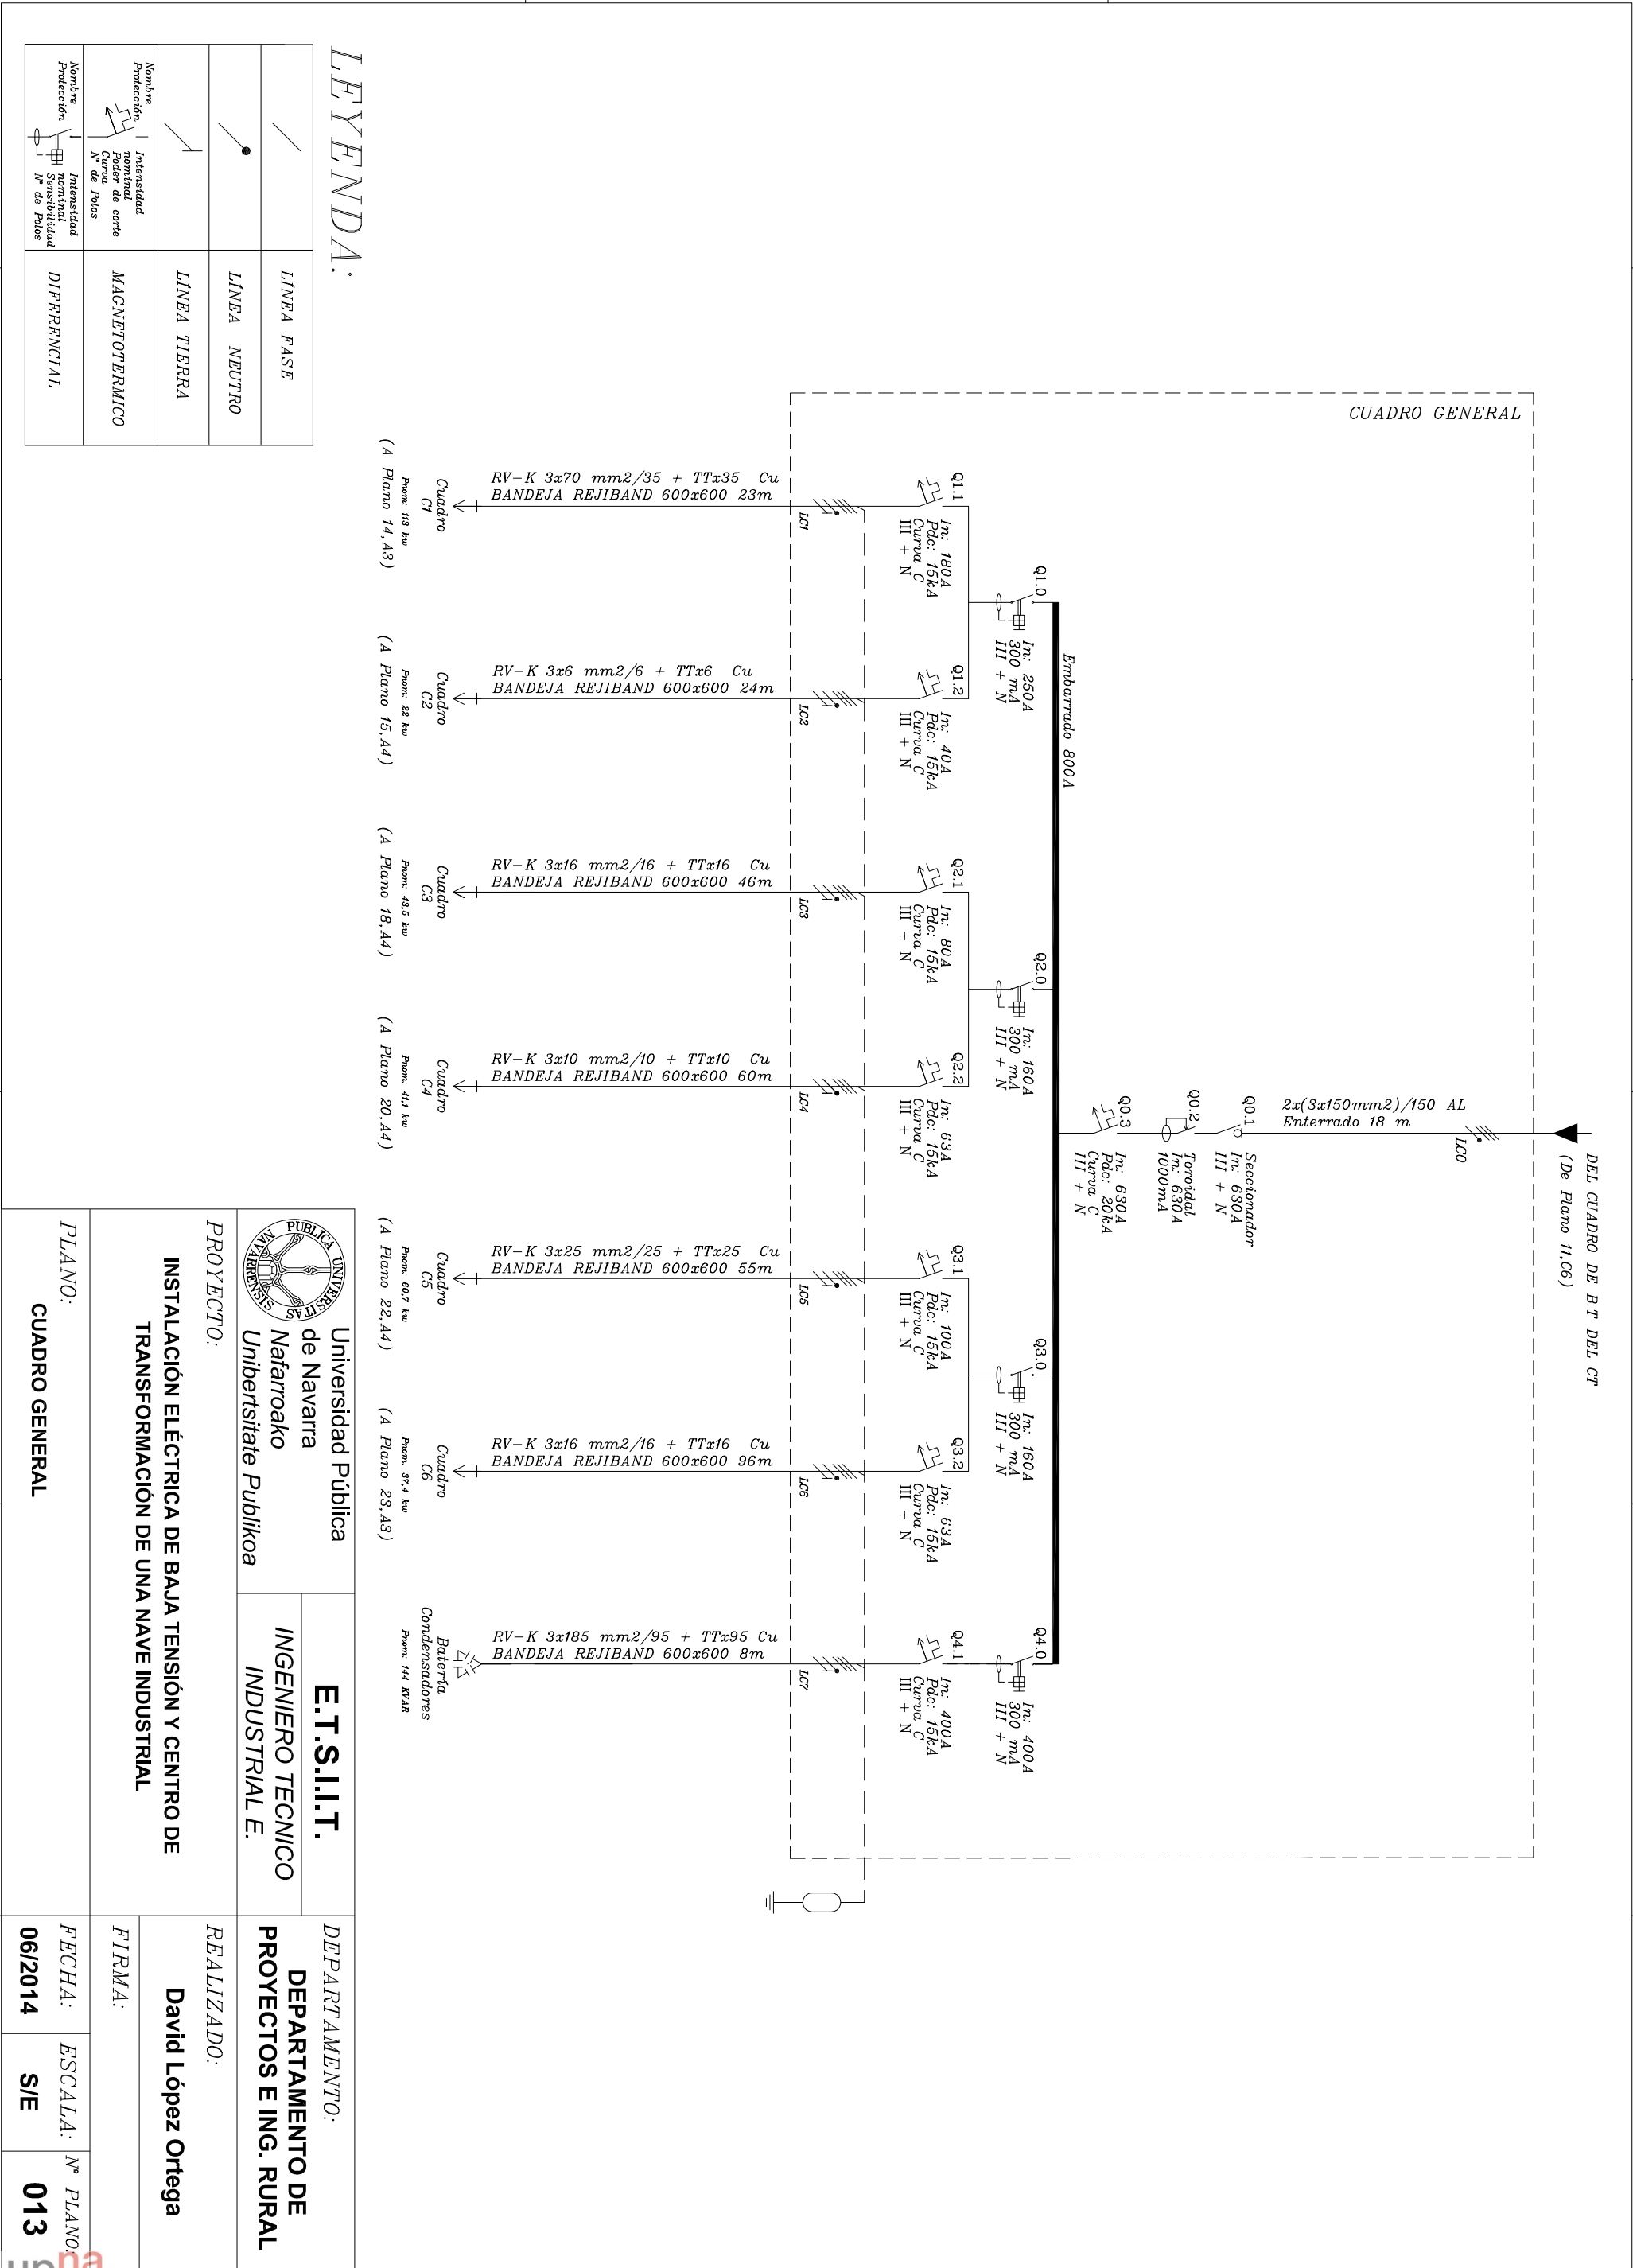 DEL CUADRO DE B.T DEL CT
(De Plano 11,C6)
CUADRO GENERAL
LC0
2x(3x150mm2)/150 AL
Enterrado 18 m
Q0.1
Seccionador
In: 630A
III + N
Q0.2
Toroidal
In: 630A
1000mA
Q0.3
In: 630A
Pdc: 20kA
Curva C
III + N
Embarrado 800A
Q1.0
In: 250A
300 mA
III + N
Q2.0
In: 160A
300 mA
III + N
Q3.0
In: 160A
300 mA
III + N
Q4.0
In: 400A
300 mA
III + N
Q1.1
In: 180A
Pdc: 15kA
Curva C
III + N
Q1.2
In: 40A
Pdc: 15kA
Curva C
III + N
Q2.1
In: 80A
Pdc: 15kA
Curva C
III + N
Q2.2
In: 63A
Pdc: 15kA
Curva C
III + N
Q3.1
In: 100A
Pdc: 15kA
Curva C
III + N
Q3.2
In: 63A
Pdc: 15kA
Curva C
III + N
Q4.1
In: 400A
Pdc: 15kA
Curva C
III + N
LC1
RV-K 3x70 mm2/35 + TTx35 Cu
BANDEJA REJIBAND 600x600 23m
Cuadro
C1
Pnom: 113 kw
(A Plano 14,A3)
LC2
RV-K 3x6 mm2/6 + TTx6 Cu
BANDEJA REJIBAND 600x600 24m
Cuadro
C2
Pnom: 22 kw
(A Plano 15,A4)
LC3
RV-K 3x16 mm2/16 + TTx16 Cu
BANDEJA REJIBAND 600x600 46m
Cuadro
C3
Pnom: 43,5 kw
(A Plano 18,A4)
LC4
RV-K 3x10 mm2/10 + TTx10 Cu
BANDEJA REJIBAND 600x600 60m
Cuadro
C4
Pnom: 41,1 kw
(A Plano 20,A4)
LC5
RV-K 3x25 mm2/25 + TTx25 Cu
BANDEJA REJIBAND 600x600 55m
Cuadro
C5
Pnom: 60,7 kw
(A Plano 22,A4)
LC6
RV-K 3x16 mm2/16 + TTx16 Cu
BANDEJA REJIBAND 600x600 96m
Cuadro
C6
Pnom: 37,4 kw
(A Plano 23,A3)
LC7
RV-K 3x185 mm2/95 + TTx95 Cu
BANDEJA REJIBAND 600x600 8m
Batería
Condensadores
Pnom: 144 KVAR
LEYENDA:
LÍNEA FASE
LÍNEA NEUTRO
LÍNEA TIERRA
Nombre
Protección
Intensidad
nominal
Poder de corte
Curva
Nº de Polos
MAGNETOTERMICO
Nombre
Protección
Intensidad
nominal
Sensibilidad
Nº de Polos
DIFERENCIAL
UNIVERSITAS PUBLICA NAVARRENSIS
Universidad Pública
de Navarra
Nafarroako
Unibertsitate Publikoa
E.T.S.I.I.T.
INGENIERO TECNICO
INDUSTRIAL E.
DEPARTAMENTO:
DEPARTAMENTO DE
PROYECTOS E ING. RURAL
PROYECTO:
INSTALACIÓN ELÉCTRICA DE BAJA TENSIÓN Y CENTRO DE
TRANSFORMACIÓN DE UNA NAVE INDUSTRIAL
REALIZADO:
David López Ortega
FIRMA:
PLANO:
CUADRO GENERAL
FECHA:
06/2014
ESCALA:
S/E
Nº PLANO:
013
upna